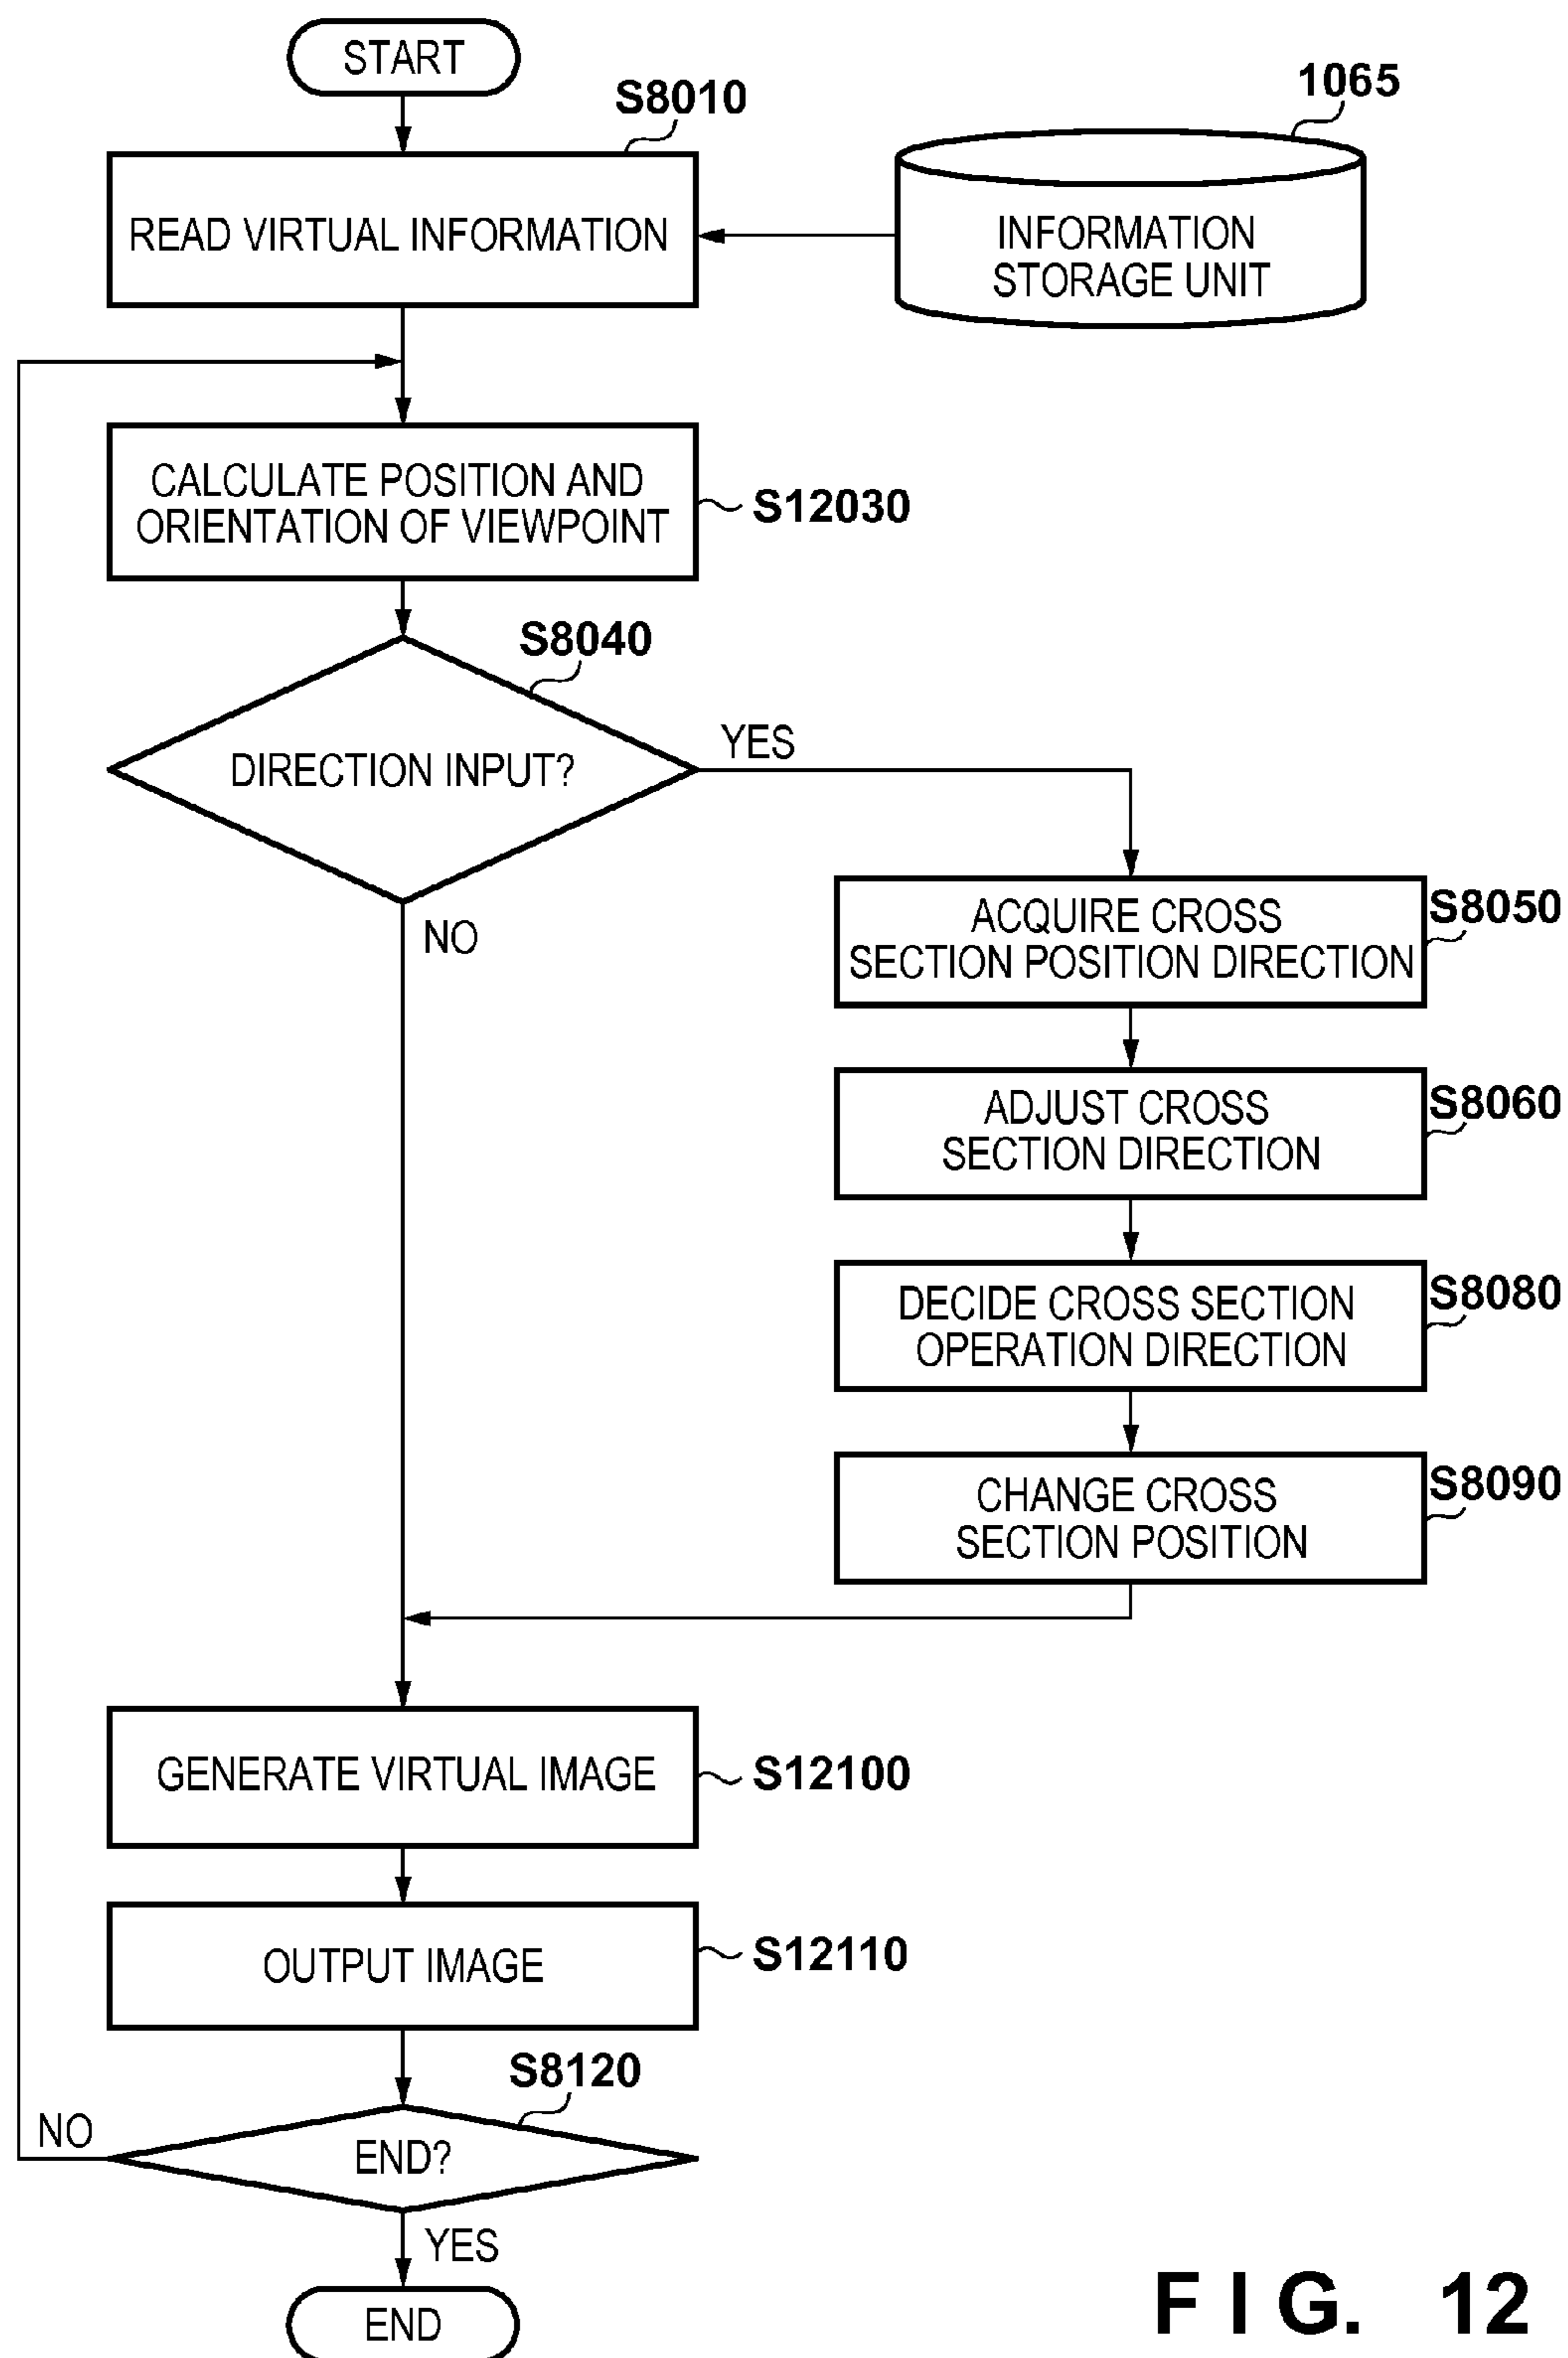 START
S8010
1065
READ VIRTUAL INFORMATION
INFORMATION
STORAGE UNIT
CALCULATE POSITION AND
ORIENTATION OF VIEWPOINT
S12030
S8040
DIRECTION INPUT?
YES
NO
ACQUIRE CROSS
SECTION POSITION DIRECTION
S8050
ADJUST CROSS
SECTION DIRECTION
S8060
DECIDE CROSS SECTION
OPERATION DIRECTION
S8080
CHANGE CROSS
SECTION POSITION
S8090
GENERATE VIRTUAL IMAGE
S12100
OUTPUT IMAGE
S12110
S8120
END?
NO
YES
END
FIG. 12